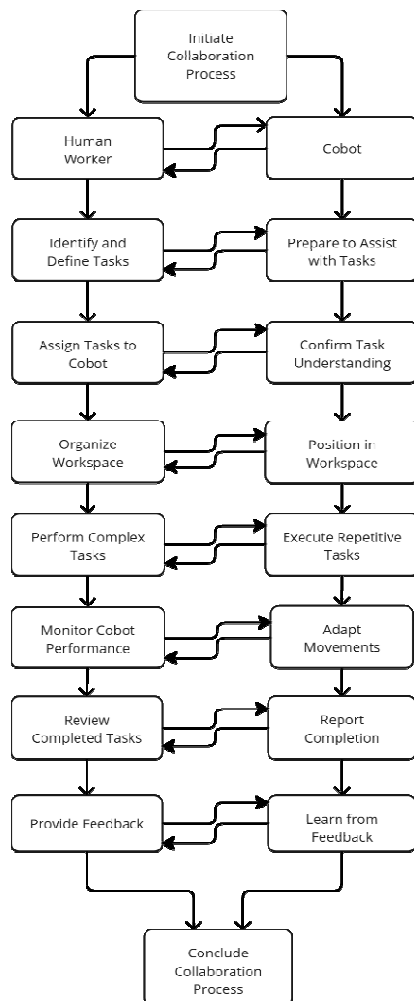 Initiate
Collaboration
Process
Human
Worker
Cobot
Identify and
Define Tasks
Prepare to Assist
with Tasks
Assign Tasks to
Cobot
Confirm Task
Understanding
Organize
Workspace
Position in
Workspace
Perform Complex
Tasks
Execute Repetitive
Tasks
Monitor Cobot
Performance
Adapt
Movements
Review
Completed Tasks
Report
Completion
Provide Feedback
Learn from
Feedback
Conclude
Collaboration
Process